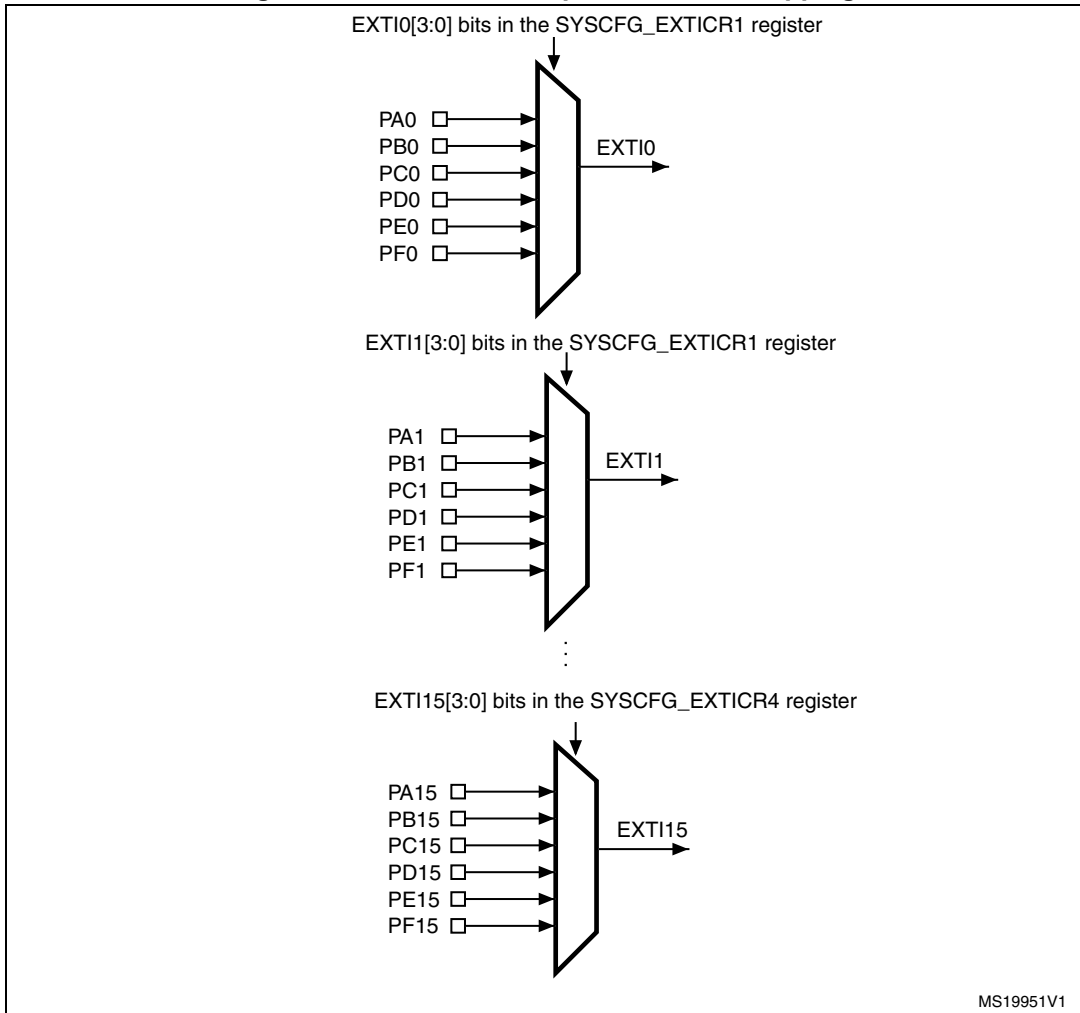 EXTI0[3:0] bits in the SYSCFG_EXTICR1 register
PA0
PB0
PC0
PD0
PE0
PF0
EXTI0
EXTI1[3:0] bits in the SYSCFG_EXTICR1 register
PA1
PB1
PC1
PD1
PE1
PF1
EXTI1
EXTI15[3:0] bits in the SYSCFG_EXTICR4 register
PA15
PB15
PC15
PD15
PE15
PF15
EXTI15
MS19951V1